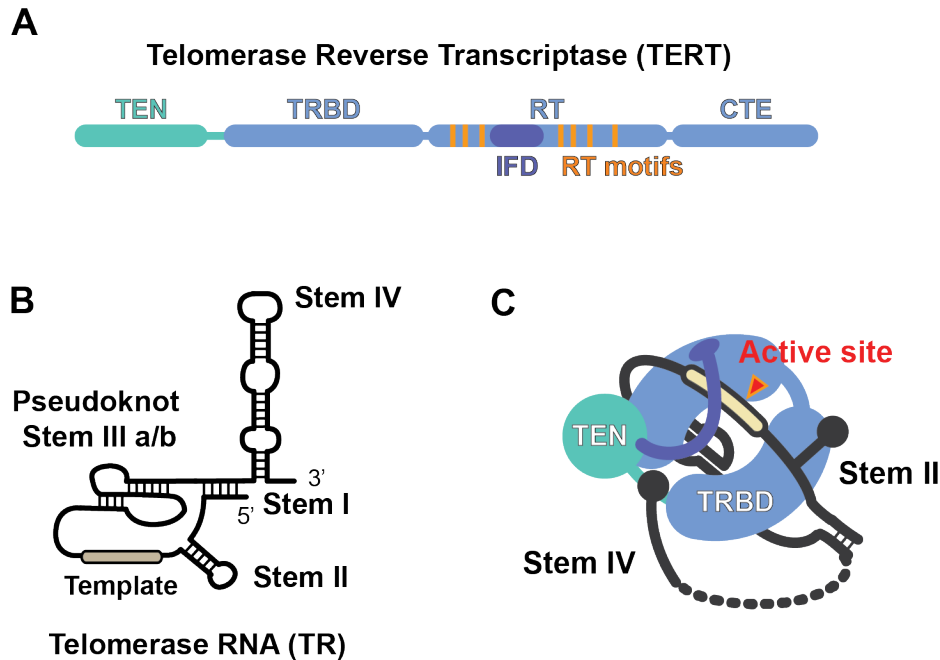 A
Telomerase Reverse Transcriptase (TERT)
TEN TRBD RT CTE
IFD RT motifs
B
Stem IV
Pseudoknot
Stem III a/b
3’
5’ Stem I
Template
Stem II
Telomerase RNA (TR)
C
Active site
TEN
Stem II
TRBD
Stem IV